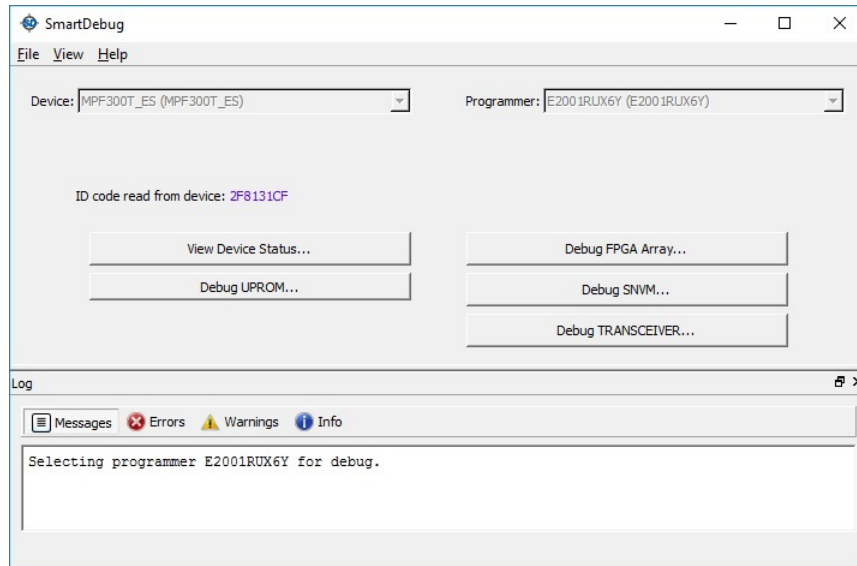 SmartDebug
File View Help
Device: MPF300T_ES (MPF300T_ES) Programmer: E2001RUX6Y (E2001RUX6Y)
ID code read from device: 2F8131CF
View Device Status... Debug FPGA Array...
Debug UPROM... Debug SNVM...
Debug TRANSCEIVER...
Log
Messages Errors Warnings Info
Selecting programmer E2001RUX6Y for debug.